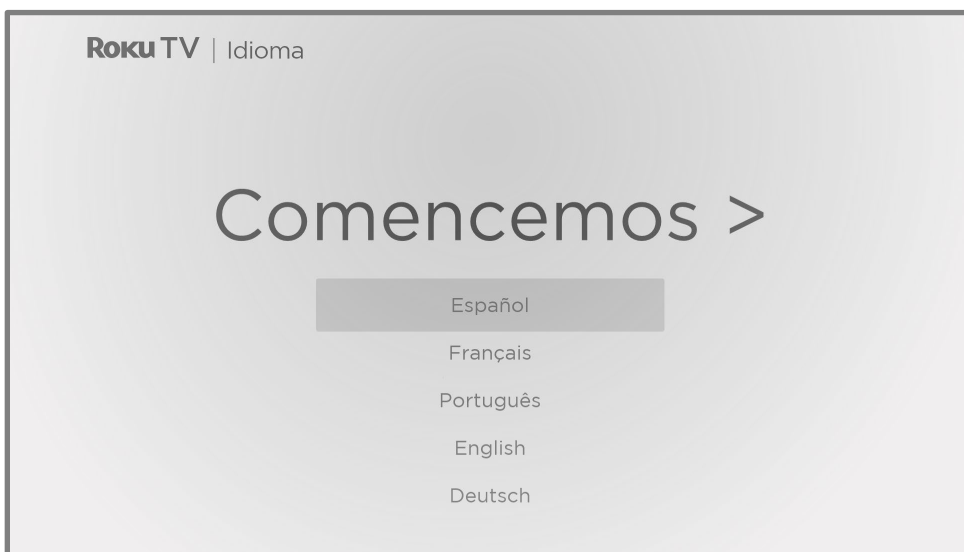 Roku TV | Idioma
Comencemos >
Español
Français
Português
English
Deutsch